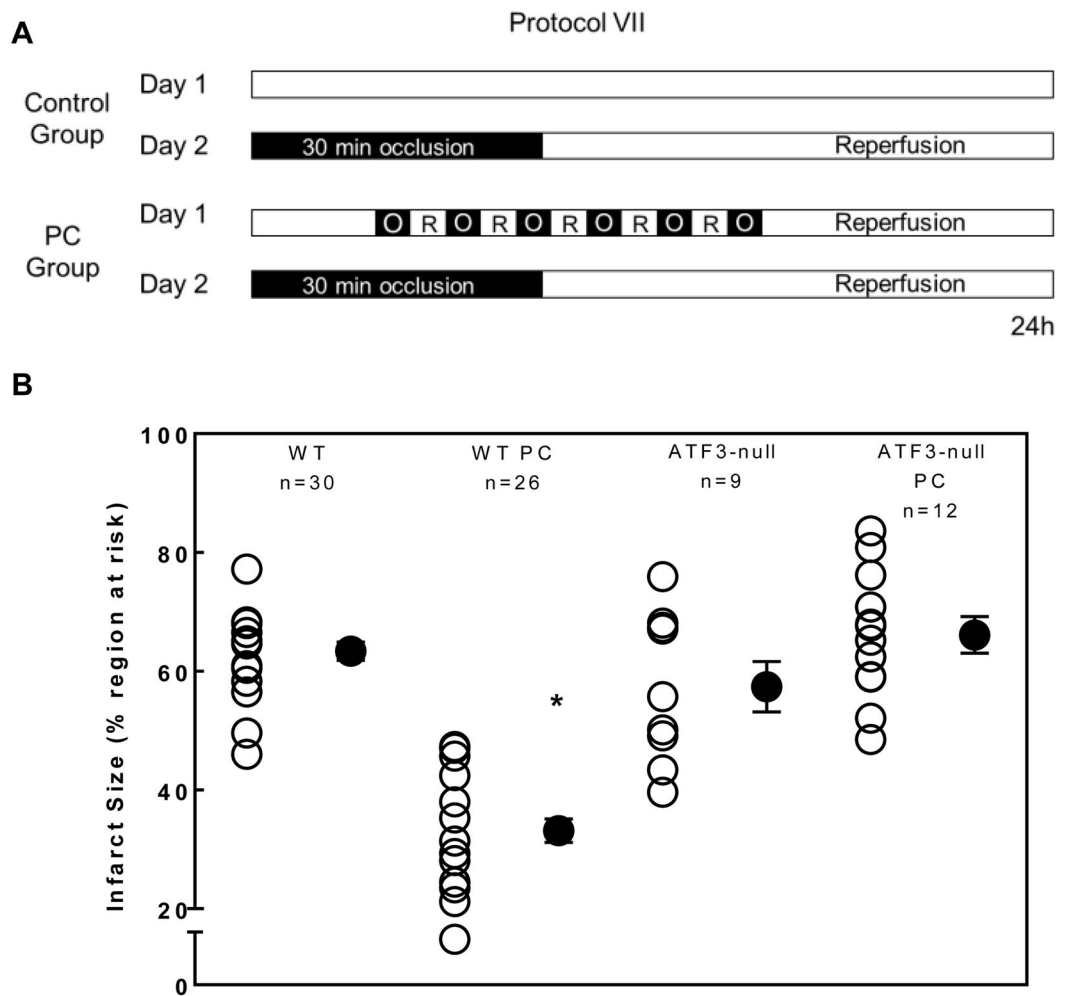 A
Protocol VII
Control
Group
Day 1
Day 2
30 min occlusion
Reperfusion
PC
Group
Day 1
O R O R O R O R O R O
Reperfusion
Day 2
30 min occlusion
Reperfusion
24h
B
Infarct Size (% region at risk)
100
80
60
40
20
0
WT
n=30
WT PC
n=26
*
ATF3-null
n=9
ATF3-null
PC
n=12